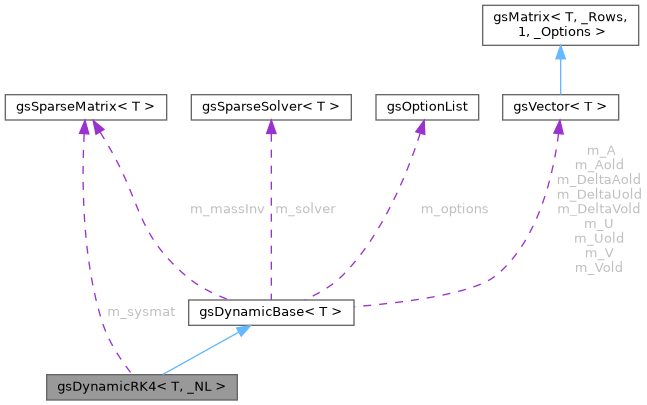 gsMatrix< T, _Rows,
1, _Options >
gsSparseMatrix< T >
gsSparseSolver< T >
gsOptionList
gsVector< T >
m_A
m_Aold
m_DeltaAold
m_DeltaUold
m_DeltaVold
m_U
m_Uold
m_V
m_Vold
m_massInv
m_solver
m_options
m_sysmat
gsDynamicBase< T >
gsDynamicRK4< T, _NL >